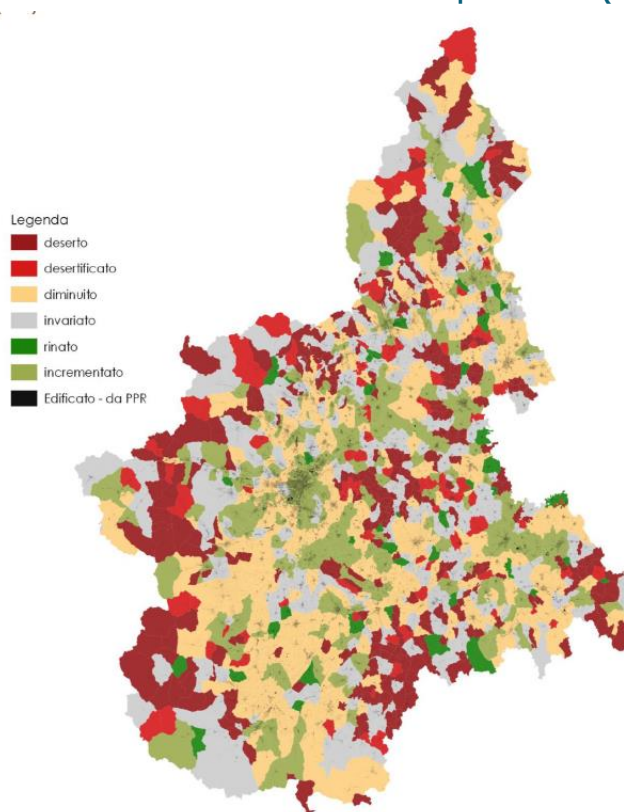 Legenda
deserto
desertificato
diminuito
invariato
rinato
incrementato
Edificato - da PPR